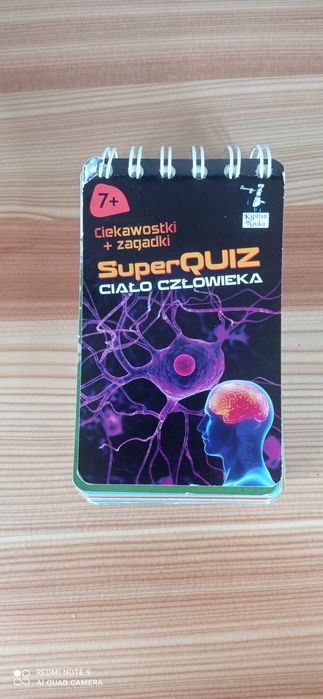 7+
Ciekawostki
+ zagadki
Kapitan
Nauka
SuperQUIZ
CIAŁO CZŁOWIEKA
REDMI NOTE 9
AI QUAD CAMERA